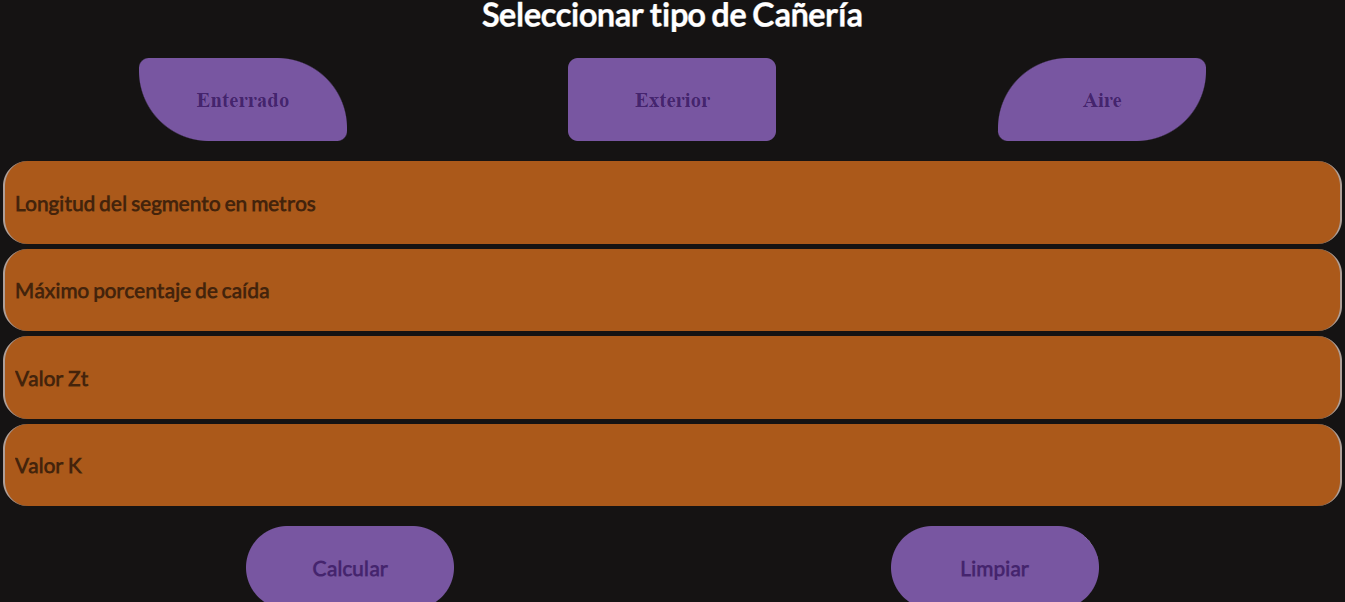 Seleccionar tipo de Cañería
Enterrado
Exterior
Aire
Longitud del segmento en metros
Máximo porcentaje de caída
Valor Zt
Valor K
Calcular
Limpiar